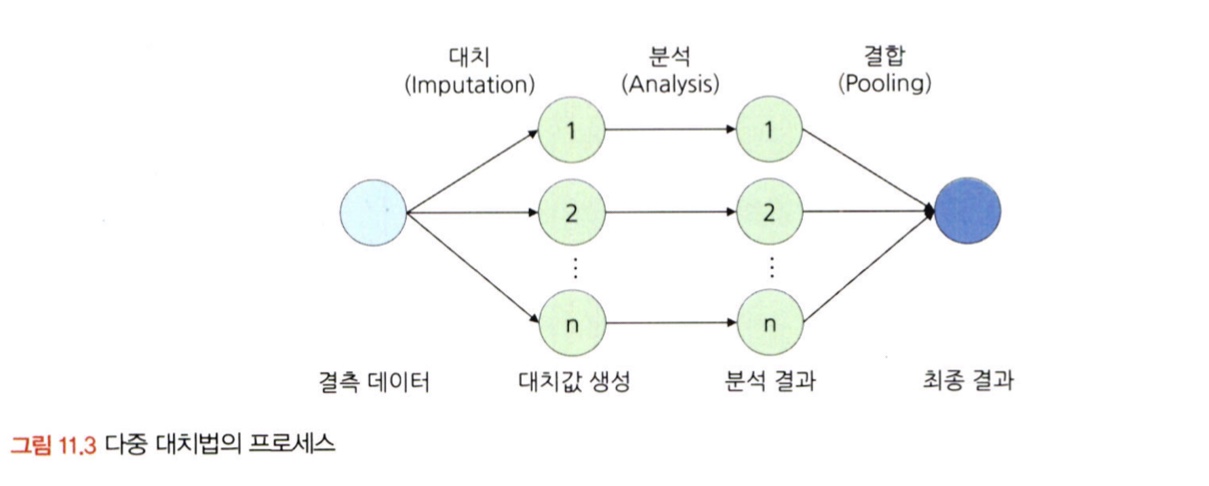 대치
(Imputation)
분석
(Analysis)
결합
(Pooling)
1
1
2
2
⋮
⋮
n
n
결측 데이터
대치값 생성
분석 결과
최종 결과
그림 11.3 다중 대치법의 프로세스